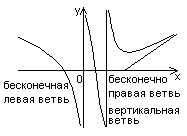 y
0
x
бесконечная
левая ветвь
бесконечно
правая ветвь
вертикальная
ветвь